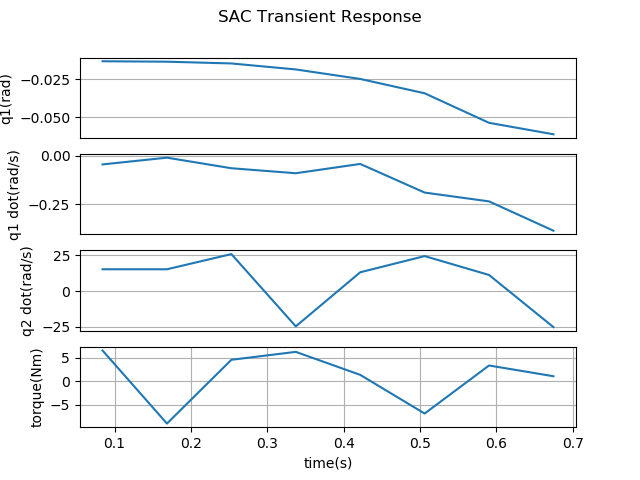 SAC Transient Response
q1(rad)
−0.025
−0.050
q1 dot(rad/s)
0.00
−0.25
q2 dot(rad/s)
25
0
−25
torque(Nm)
5
0
−5
0.1 0.2 0.3 0.4 0.5 0.6 0.7
time(s)